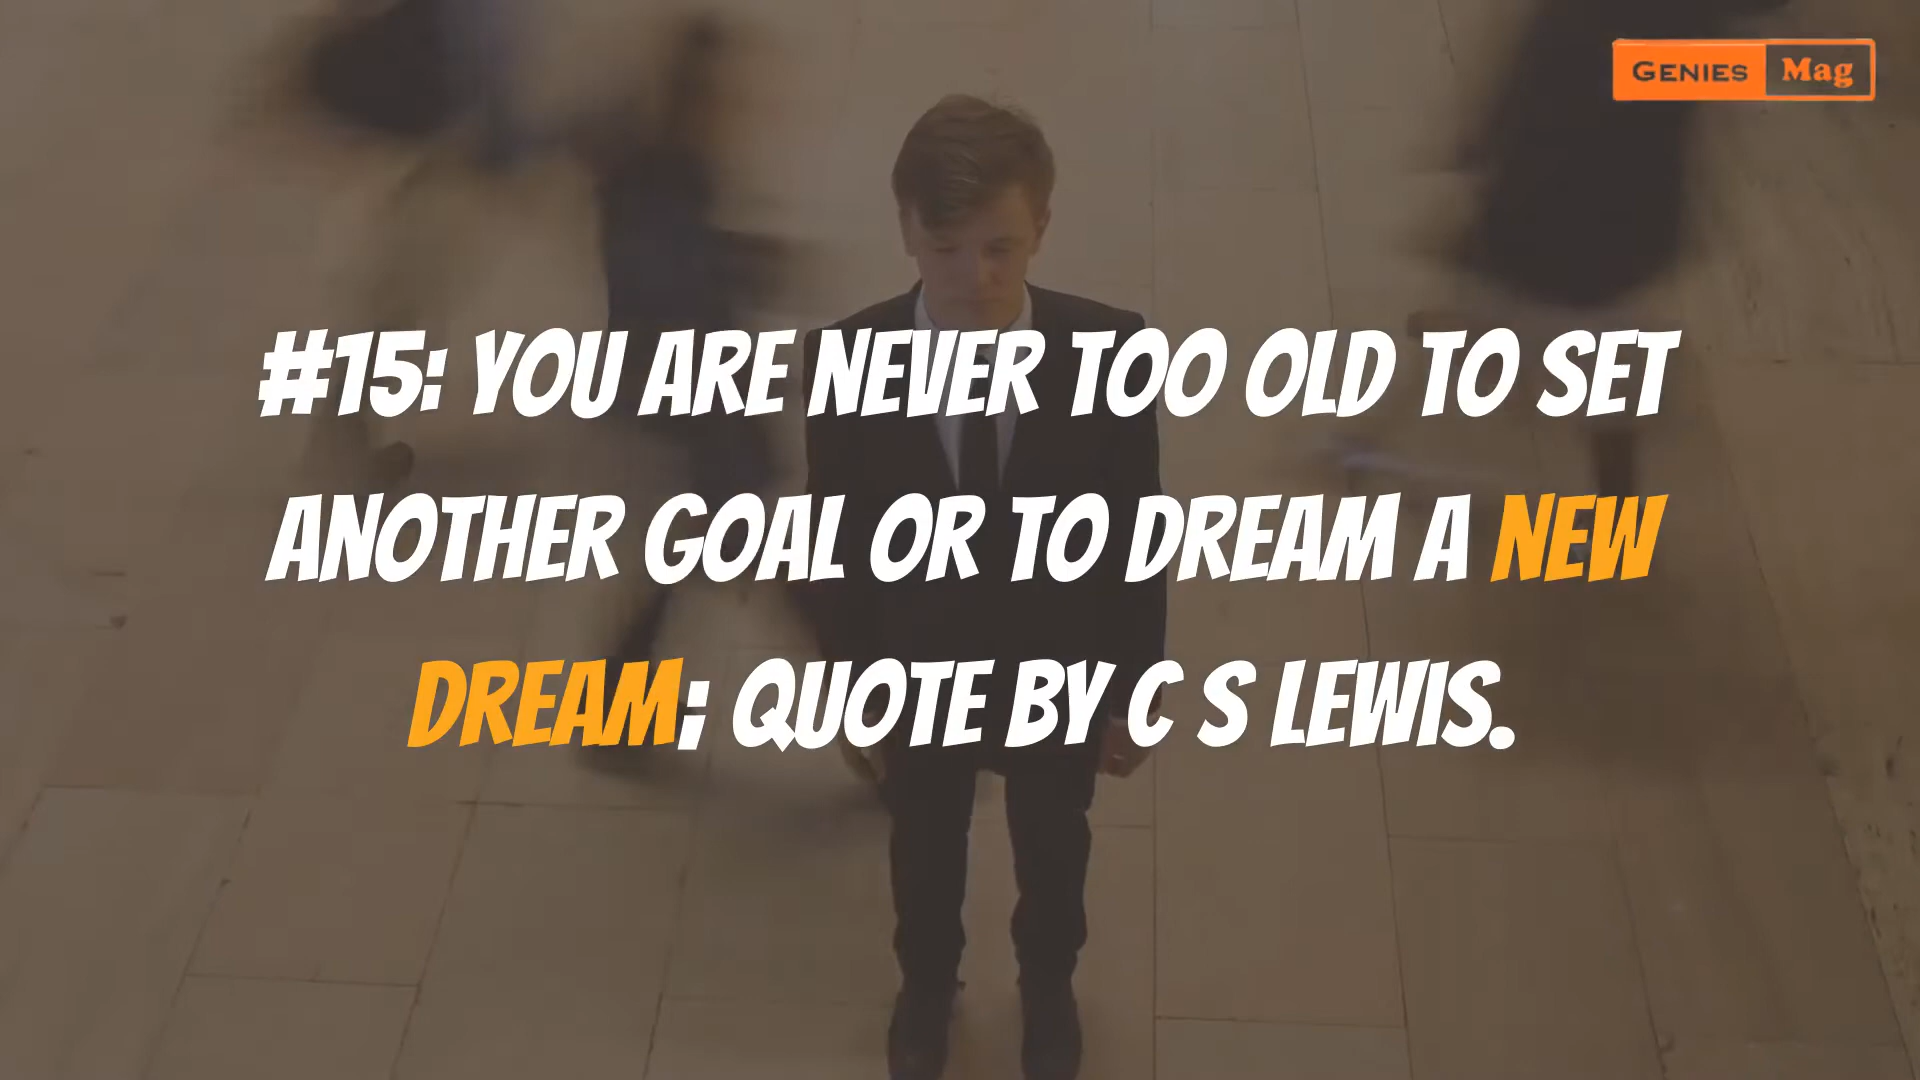 GENIES Mag
#15: YOU ARE NEVER TOO OLD TO SET
ANOTHER GOAL OR TO DREAM A NEW
DREAM; QUOTE BY C S LEWIS.